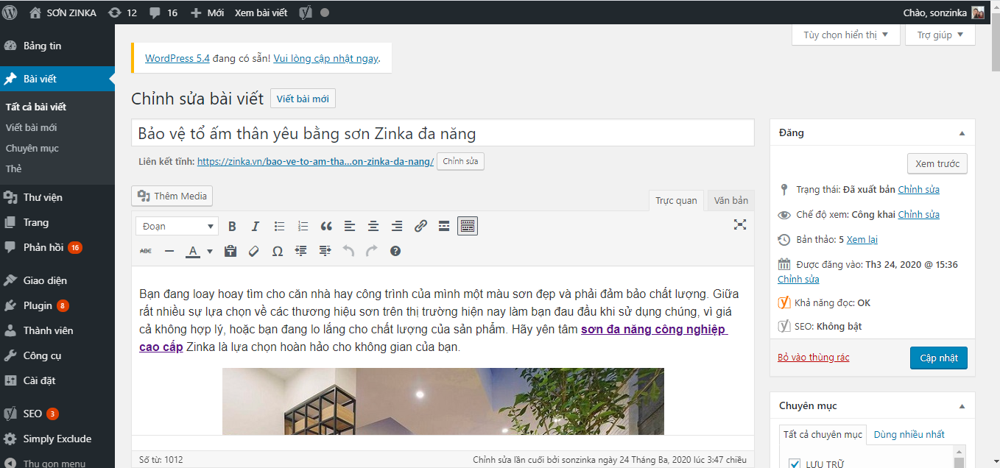 SƠN ZINKA 12 16 Mới Xem bài viết Chào, sonzinka
Bảng tin
Bài viết
Tất cả bài viết
Viết bài mới
Chuyên mục
Thẻ
Thư viện
Trang
Phản hồi 16
Giao diện
Plugin 8
Thành viên
Công cụ
Cài đặt
SEO 3
Simply Exclude
Thu gọn menu
Tùy chọn hiển thị Trợ giúp
WordPress 5.4 đang có sẵn! Vui lòng cập nhật ngay.
Chỉnh sửa bài viết Viết bài mới
Bảo vệ tổ ấm thân yêu bằng sơn Zinka đa năng
Liên kết tĩnh: https://zinka.vn/bao-ve-to-am-tha...on-zinka-da-nang/ Chỉnh sửa
Thêm Media
Trực quan Văn bản
Đoạn B I
ABC A
Bạn đang loay hoay tìm cho căn nhà hay công trình của mình một màu sơn đẹp và phải đảm bảo chất lượng. Giữa
rất nhiều sự lựa chọn về các thương hiệu sơn trên thị trường hiện nay làm bạn đau đầu khi sử dụng chúng, vì giá
cả không hợp lý, hoặc bạn đang lo lắng cho chất lượng của sản phẩm. Hãy yên tâm sơn đa năng công nghiệp
cao cấp Zinka là lựa chọn hoàn hảo cho không gian của bạn.
Số từ: 1012 Chỉnh sửa lần cuối bởi sonzinka ngày 24 Tháng Ba, 2020 lúc 3:47 chiều
Đăng
Xem trước
Trạng thái: Đã xuất bản Chỉnh sửa
Chế độ xem: Công khai Chỉnh sửa
Bản thảo: 5 Xem lại
Được đăng vào: Th3 24, 2020 @ 15:36
Chỉnh sửa
Khả năng đọc: OK
SEO: Không bật
Bỏ vào thùng rác Cập nhật
Chuyên mục
Tất cả chuyên mục Dùng nhiều nhất
LƯU TRỮ